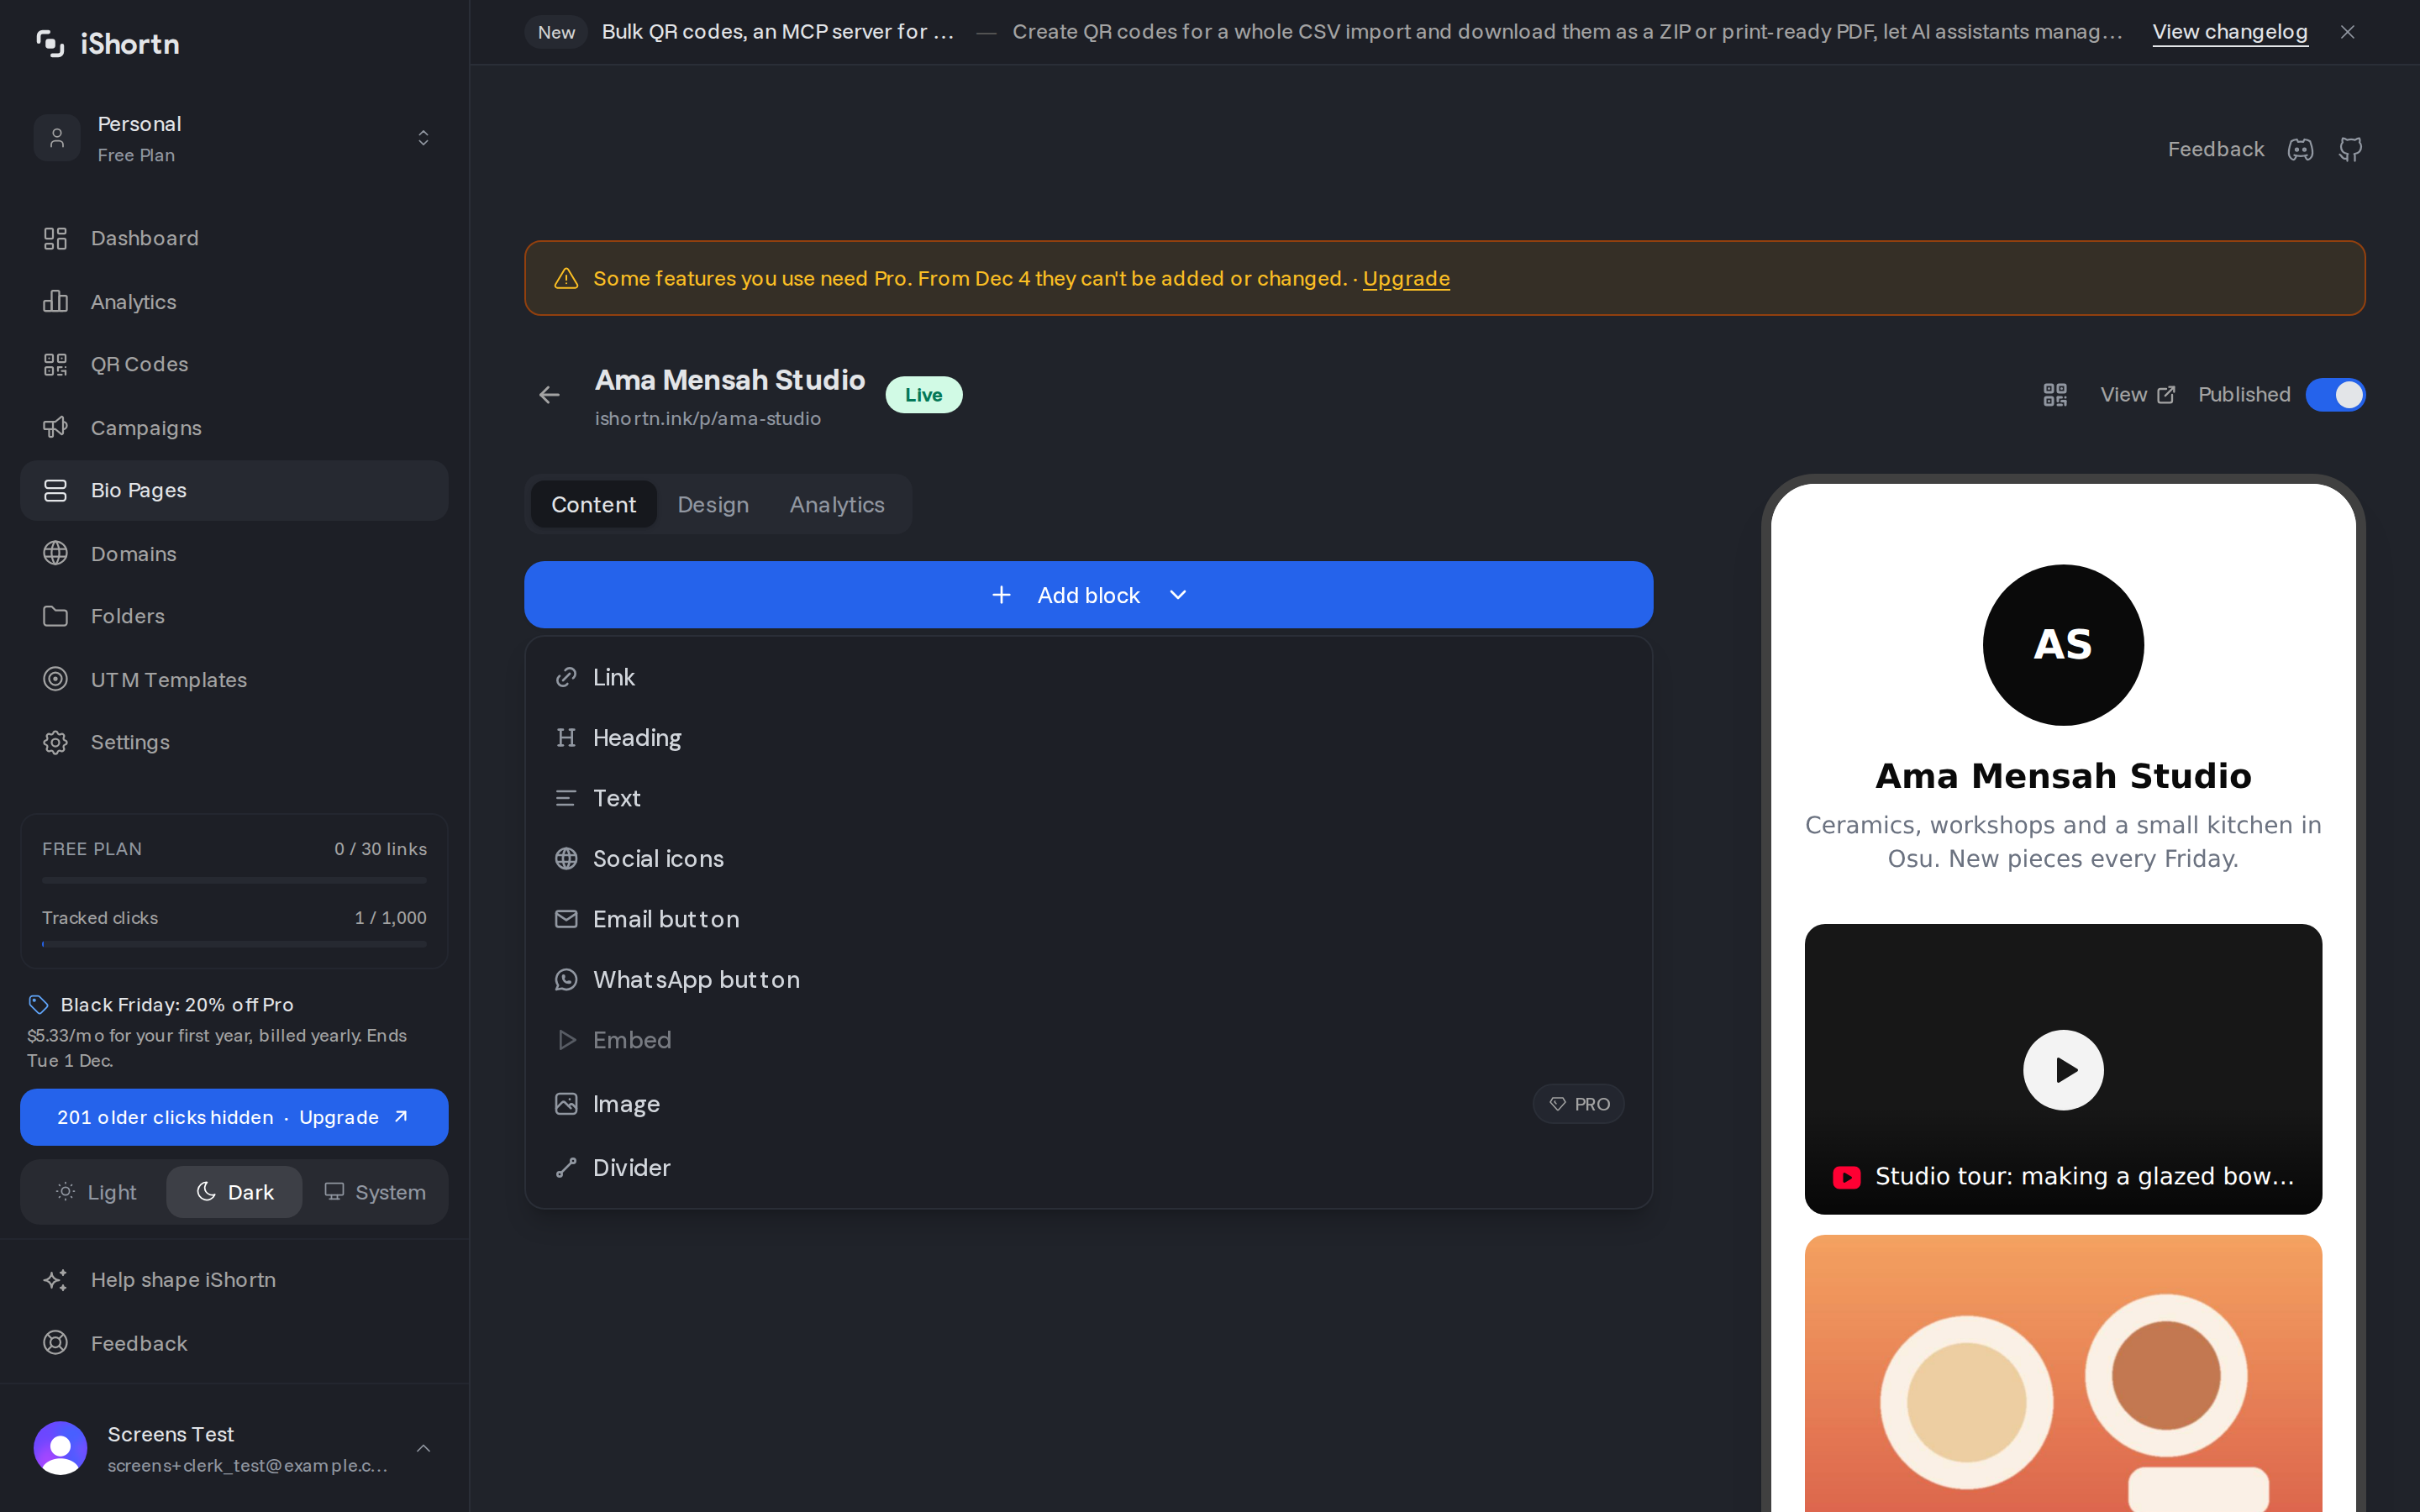 iShortn
Personal
Free Plan
Dashboard
Analytics
QR Codes
Campaigns
Bio Pages
Domains
Folders
UTM Templates
Settings
FREE PLAN 0 / 30 links
Tracked clicks 1 / 1,000
Black Friday: 20% off Pro
$5.33/mo for your first year, billed yearly. Ends
Tue 1 Dec.
201 older clicks hidden · Upgrade
Light Dark System
Help shape iShortn
Feedback
Screens Test
screens+clerk_test@example.c...
New Bulk QR codes, an MCP server for ... — Create QR codes for a whole CSV import and download them as a ZIP or print-ready PDF, let AI assistants manag... View changelog
Feedback
Some features you use need Pro. From Dec 4 they can't be added or changed. · Upgrade
Ama Mensah Studio Live
ishortn.ink/p/ama-studio
View Published
Content Design Analytics
Add block
Link
Heading
Text
Social icons
Email button
WhatsApp button
Embed
Image PRO
Divider
AS
Ama Mensah Studio
Ceramics, workshops and a small kitchen in
Osu. New pieces every Friday.
Studio tour: making a glazed bow...